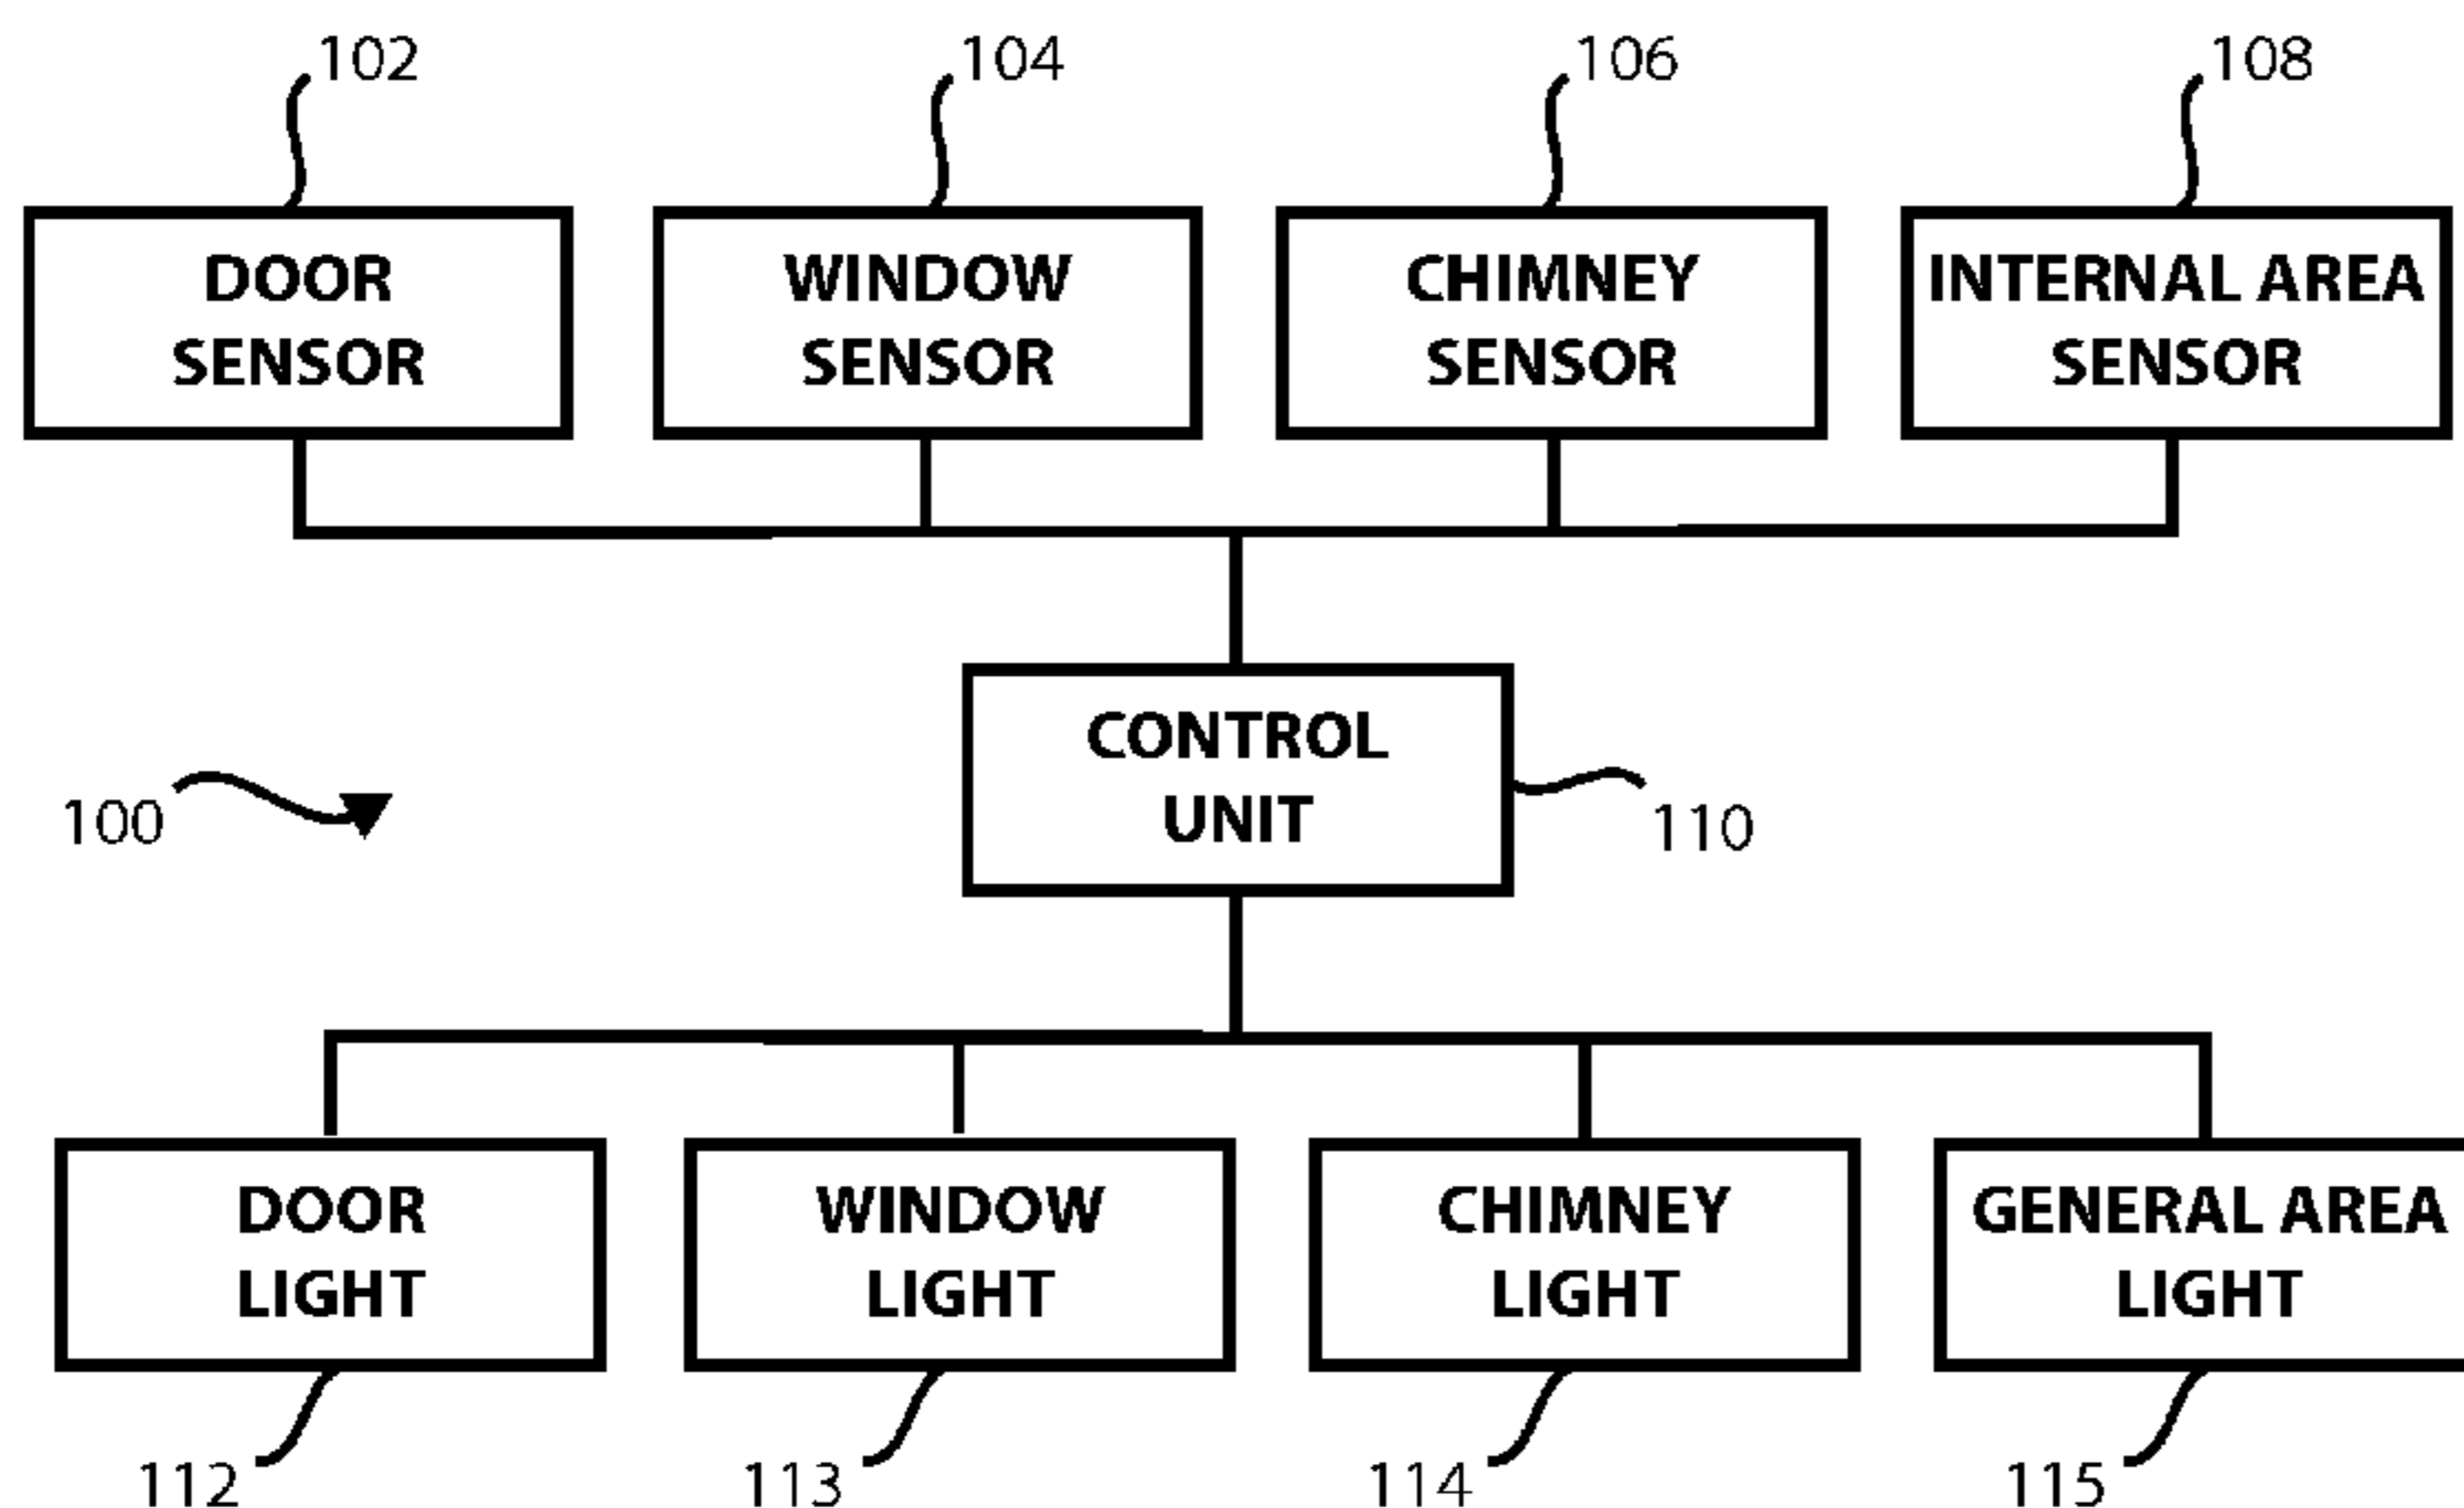 102
104
106
108
DOOR
SENSOR
WINDOW
SENSOR
CHIMNEY
SENSOR
INTERNAL AREA
SENSOR
CONTROL
UNIT
100
110
DOOR
LIGHT
WINDOW
LIGHT
CHIMNEY
LIGHT
GENERAL AREA
LIGHT
112
113
114
115